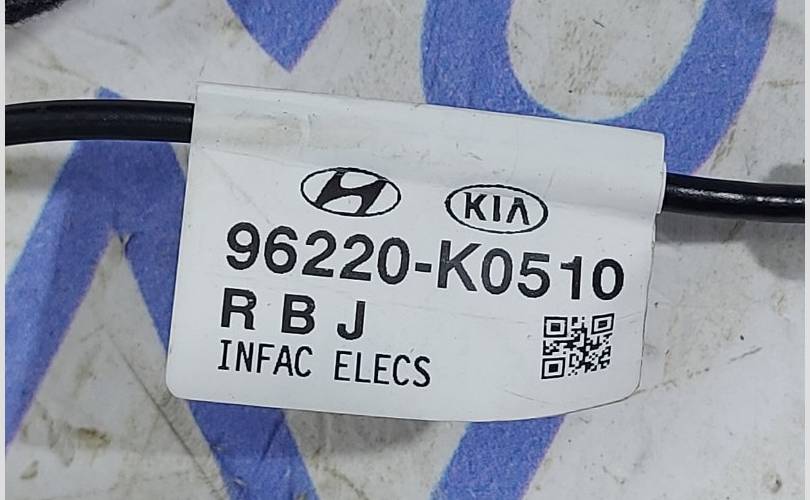 KIA
96220-K0510
R B J
INFAC ELECS